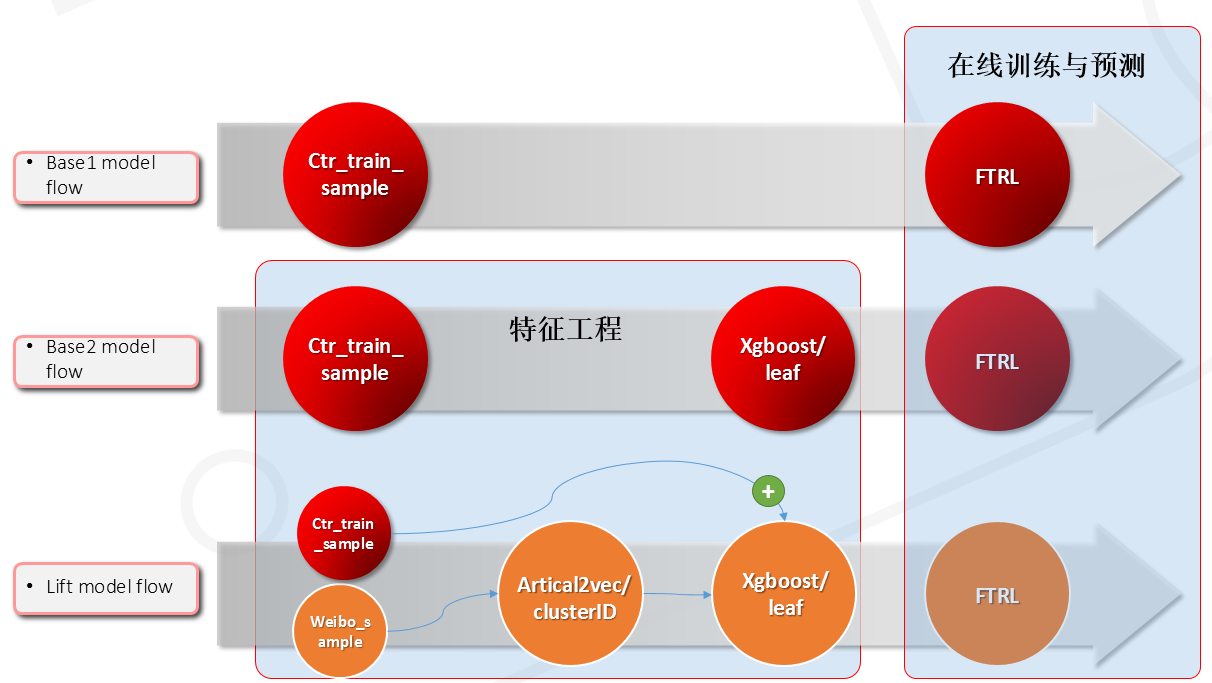 在线训练与预测
• Base1 model
flow
Ctr_train_
sample
FTRL
• Base2 model
flow
Ctr_train_
sample
特征工程
Xgboost/
leaf
FTRL
+
• Lift model flow
Ctr_train
_sample
Weibo_s
ample
Artical2vec/
clusterID
Xgboost/
leaf
FTRL